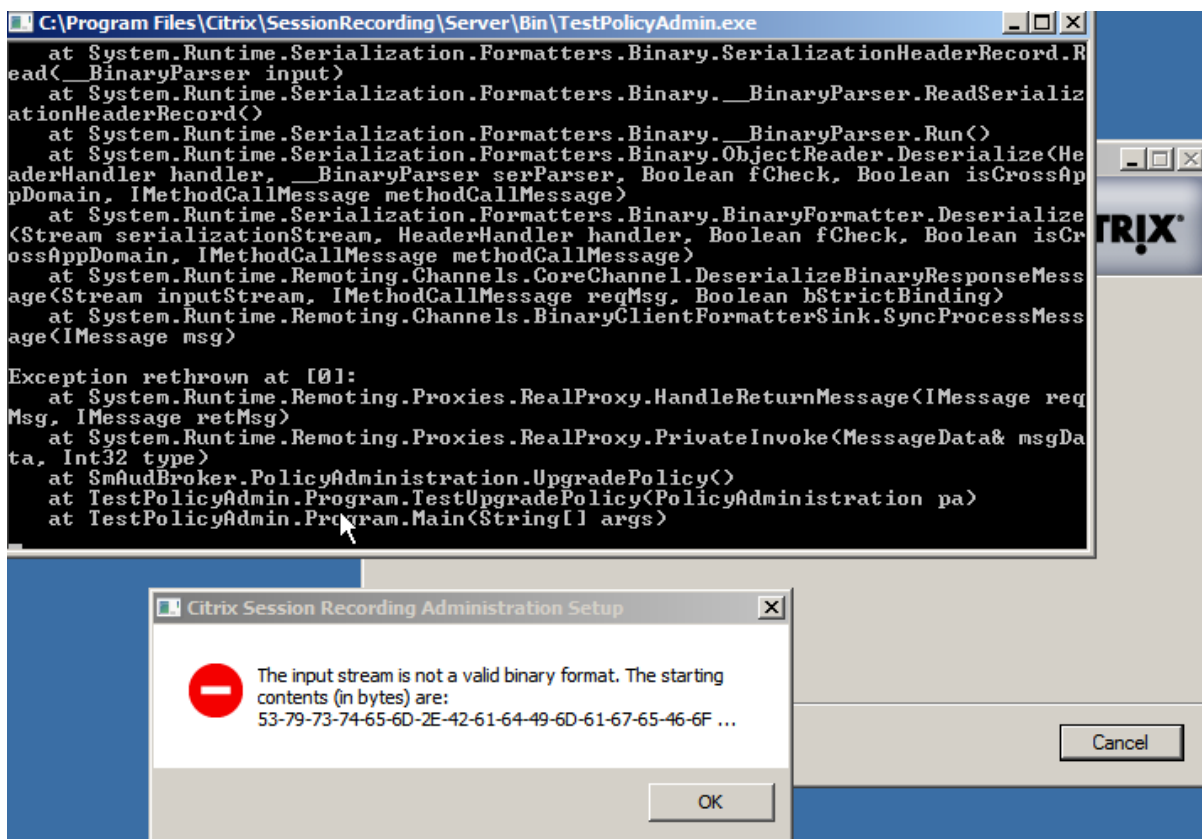 C:\Program Files\Citrix\SessionRecording\Server\Bin\TestPolicyAdmin.exe
   at System.Runtime.Serialization.Formatters.Binary.SerializationHeaderRecord.R
ead(__BinaryParser input)
   at System.Runtime.Serialization.Formatters.Binary.__BinaryParser.ReadSerializ
ationHeaderRecord()
   at System.Runtime.Serialization.Formatters.Binary.__BinaryParser.Run()
   at System.Runtime.Serialization.Formatters.Binary.ObjectReader.Deserialize(He
aderHandler handler, __BinaryParser serParser, Boolean fCheck, Boolean isCrossAp
pDomain, IMethodCallMessage methodCallMessage)
   at System.Runtime.Serialization.Formatters.Binary.BinaryFormatter.Deserialize
(Stream serializationStream, HeaderHandler handler, Boolean fCheck, Boolean isCr
ossAppDomain, IMethodCallMessage methodCallMessage)
   at System.Runtime.Remoting.Channels.CoreChannel.DeserializeBinaryResponseMess
age(Stream inputStream, IMethodCallMessage reqMsg, Boolean bStrictBinding)
   at System.Runtime.Remoting.Channels.BinaryClientFormatterSink.SyncProcessMess
age(IMessage msg)
Exception rethrown at [0]:
   at System.Runtime.Remoting.Proxies.RealProxy.HandleReturnMessage(IMessage req
Msg, IMessage retMsg)
   at System.Runtime.Remoting.Proxies.RealProxy.PrivateInvoke(MessageData& msgDa
ta, Int32 type)
   at SmAudBroker.PolicyAdministration.UpgradePolicy()
   at TestPolicyAdmin.Program.TestUpgradePolicy(PolicyAdministration pa)
   at TestPolicyAdmin.Program.Main(String[] args)
TRIX
Citrix Session Recording Administration Setup
The input stream is not a valid binary format. The starting
contents (in bytes) are:
53-79-73-74-65-6D-2E-42-61-64-49-6D-61-67-65-46-6F ...
Cancel
OK